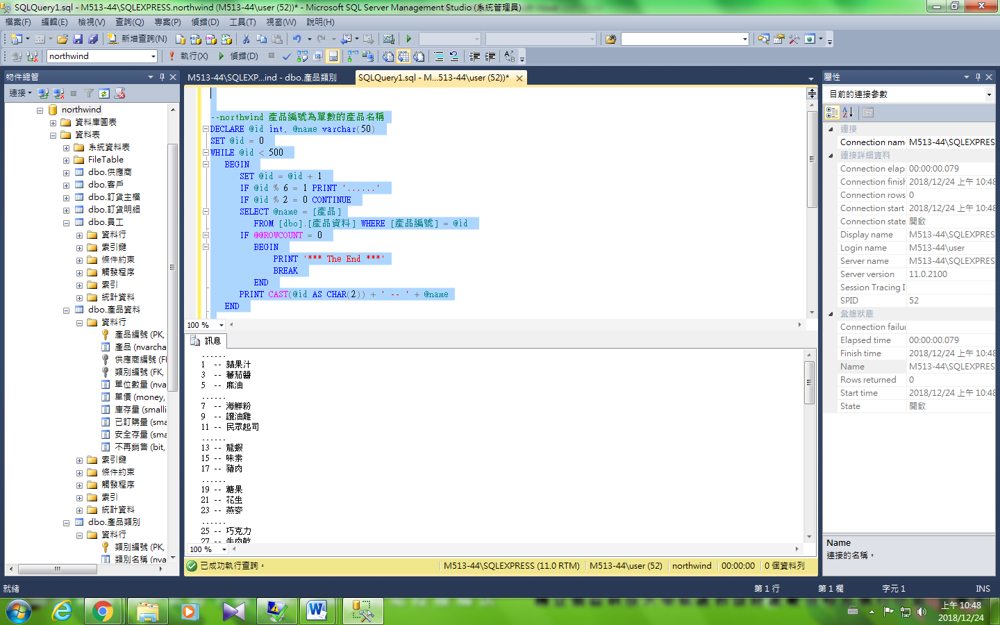 SQLQuery1.sql - M513-44\SQLEXPRESS.northwind (M513-44\user (52))* - Microsoft SQL Server Management Studio (系統管理員)
檔案(F) 編輯(E) 檢視(V) 查詢(Q) 專案(P) 偵錯(D) 工具(T) 視窗(W) 說明(H)
新增查詢(N)
northwind 執行(X) 偵錯(D)
物件總管
連接
northwind
資料庫圖表
資料表
系統資料表
FileTable
dbo.供應商
dbo.客戶
dbo.訂貨主檔
dbo.訂貨明細
dbo.員工
資料行
索引鍵
條件約束
觸發程序
索引
統計資料
dbo.產品資料
資料行
產品編號 (PK,
產品 (nvarcha
供應商編號 (Fl
類別編號 (FK,
單位數量 (nva
單價 (money,
庫存量 (smalli
已訂購量 (sma
安全存量 (sma
不再銷售 (bit,
索引鍵
條件約束
觸發程序
索引
統計資料
dbo.產品類別
資料行
類別編號 (PK,
類別名稱 (nva
M513-44\SQLEXP...ind - dbo.產品類別
SQLQuery1.sql - M...513-44\user (52))*
--northwind 產品編號為單數的產品名稱
DECLARE @id int, @name varchar(50)
SET @id = 0
WHILE @id < 500
BEGIN
SET @id = @id + 1
IF @id % 6 = 1 PRINT '......'
IF @id % 2 = 0 CONTINUE
SELECT @name = [產品]
FROM [dbo].[產品資料] WHERE [產品編號] = @id
IF @@ROWCOUNT = 0
BEGIN
PRINT '*** The End ***'
BREAK
END
PRINT CAST(@id AS CHAR(2)) + ' -- ' + @name
END
100 %
訊息
......
1 -- 蘋果汁
3 -- 蕃茄醬
5 -- 麻油
......
7 -- 海鮮粉
9 -- 讚油雞
11 -- 民眾起司
......
13 -- 龍蝦
15 -- 味素
17 -- 豬肉
......
19 -- 糖果
21 -- 花生
23 -- 燕麥
......
25 -- 巧克力
27 -- 牛肉乾
100 %
已成功執行查詢。 M513-44\SQLEXPRESS (11.0 RTM) M513-44\user (52) northwind 00:00:00 0 個資料列
屬性
目前的連接參數
連接
Connection nam M513-44\SQLEXPRES
連接詳細資料
Connection elap 00:00:00.079
Connection finish 2018/12/24 上午 10:48
Connection rows 0
Connection start 2018/12/24 上午 10:48
Connection state 開啟
Display name M513-44\SQLEXPRES
Login name M513-44\user
Server name M513-44\SQLEXPRES
Server version 11.0.2100
Session Tracing I
SPID 52
彙總狀態
Connection failur
Elapsed time 00:00:00.079
Finish time 2018/12/24 上午 10:48
Name M513-44\SQLEXPRES
Rows returned 0
Start time 2018/12/24 上午 10:48
State 開啟
Name
連接的名稱。
就緒 第 1 行 第 1 欄 字元 1 INS
上午 10:48
2018/12/24